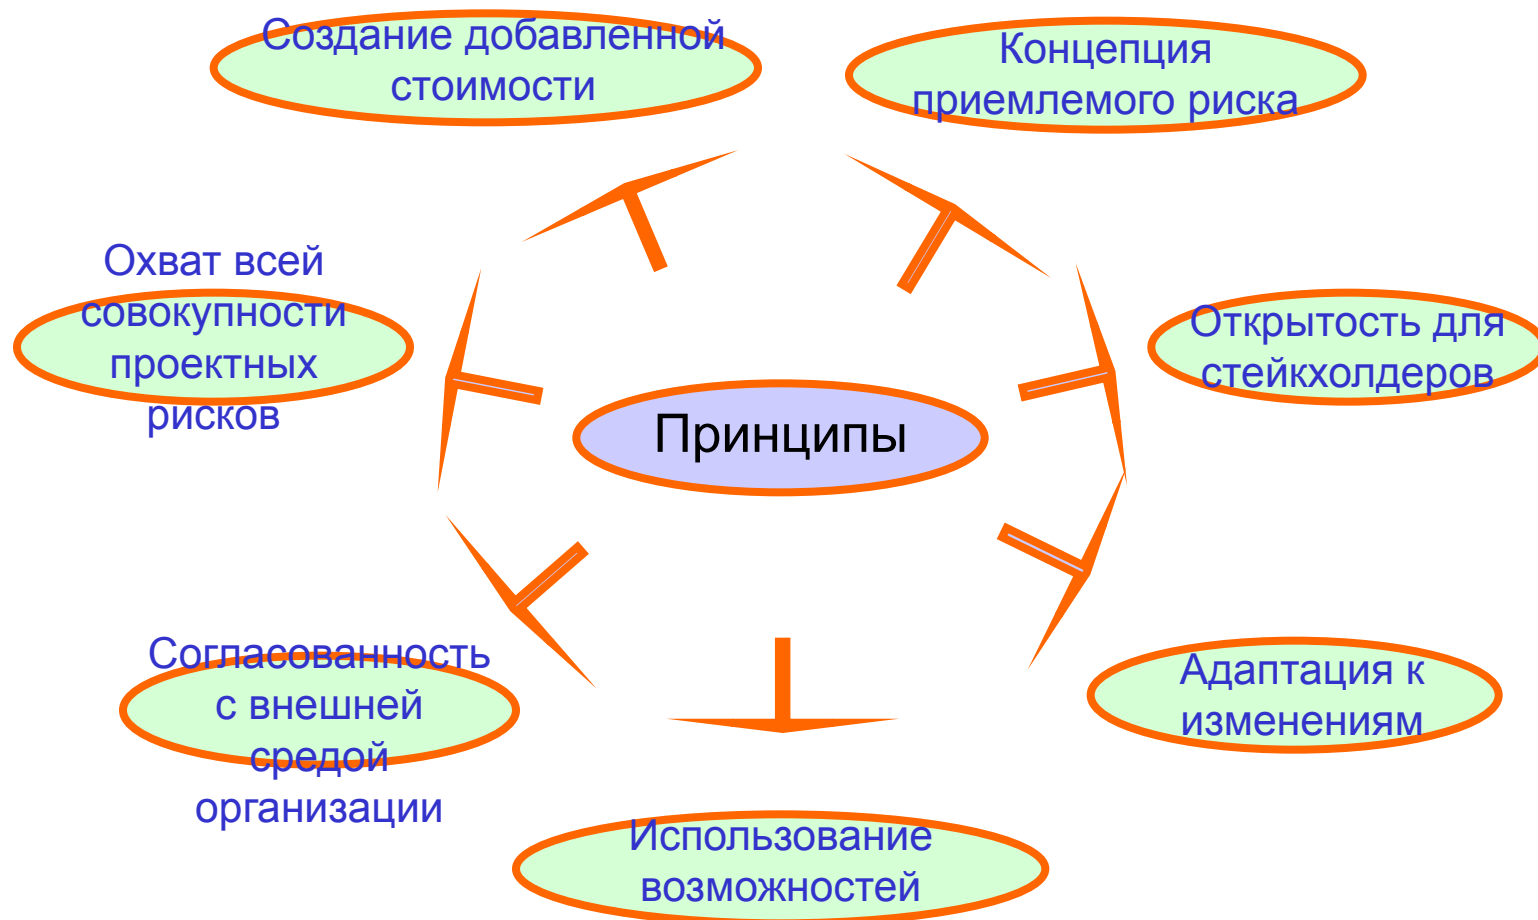 Создание добавленной
стоимости
Концепция
приемлемого риска
Охват всей
совокупности
проектных
рисков
Открытость для
стейкхолдеров
Принципы
Согласованность
с внешней
средой
организации
Адаптация к
изменениям
Использование
возможностей